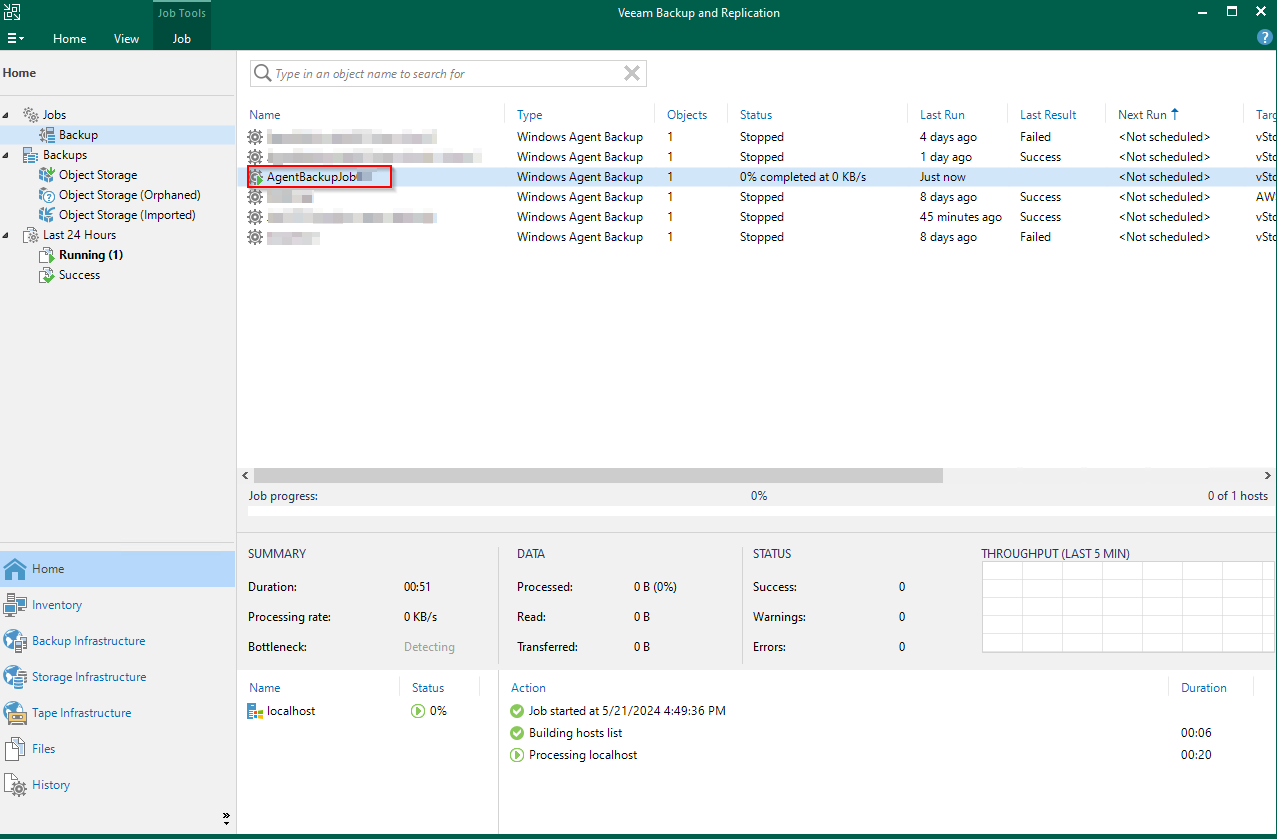 Job Tools
Veeam Backup and Replication
Home View Job
Home
Type in an object name to search for
Jobs
Backup
Backups
Object Storage
Object Storage (Orphaned)
Object Storage (Imported)
Last 24 Hours
Running (1)
Success
Name Type Objects Status Last Run Last Result Next Run
Windows Agent Backup 1 Stopped 4 days ago Failed <Not scheduled> vSto
Windows Agent Backup 1 Stopped 1 day ago Success <Not scheduled> vSto
AgentBackupJob Windows Agent Backup 1 0% completed at 0 KB/s Just now <Not scheduled> vSto
Windows Agent Backup 1 Stopped 8 days ago Success <Not scheduled> AW
Windows Agent Backup 1 Stopped 45 minutes ago Success <Not scheduled> vSto
Windows Agent Backup 1 Stopped 8 days ago Failed <Not scheduled> vSto
Job progress: 0% 0 of 1 hosts
SUMMARY
Duration: 00:51
Processing rate: 0 KB/s
Bottleneck: Detecting
DATA
Processed: 0 B (0%)
Read: 0 B
Transferred: 0 B
STATUS
Success: 0
Warnings: 0
Errors: 0
THROUGHPUT (LAST 5 MIN)
Name Status
localhost 0%
Action Duration
Job started at 5/21/2024 4:49:36 PM
Building hosts list 00:06
Processing localhost 00:20
Home
Inventory
Backup Infrastructure
Storage Infrastructure
Tape Infrastructure
Files
History